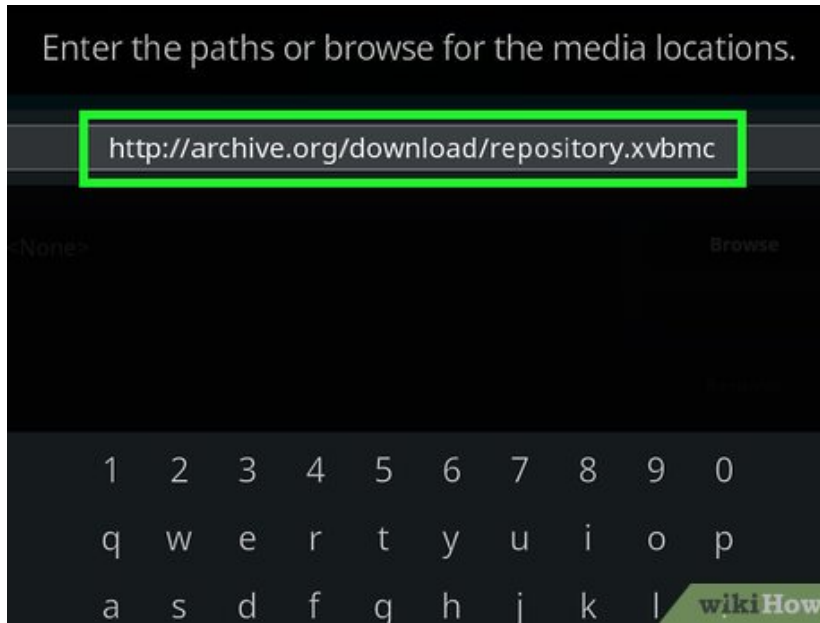 Enter the paths or browse for the media locations.
http://archive.org/download/repository.xvbmc
<None> Browse
1 2 3 4 5 6 7 8 9 0
q w e r t y u i o p
a s d f g h j k l
wikiHow